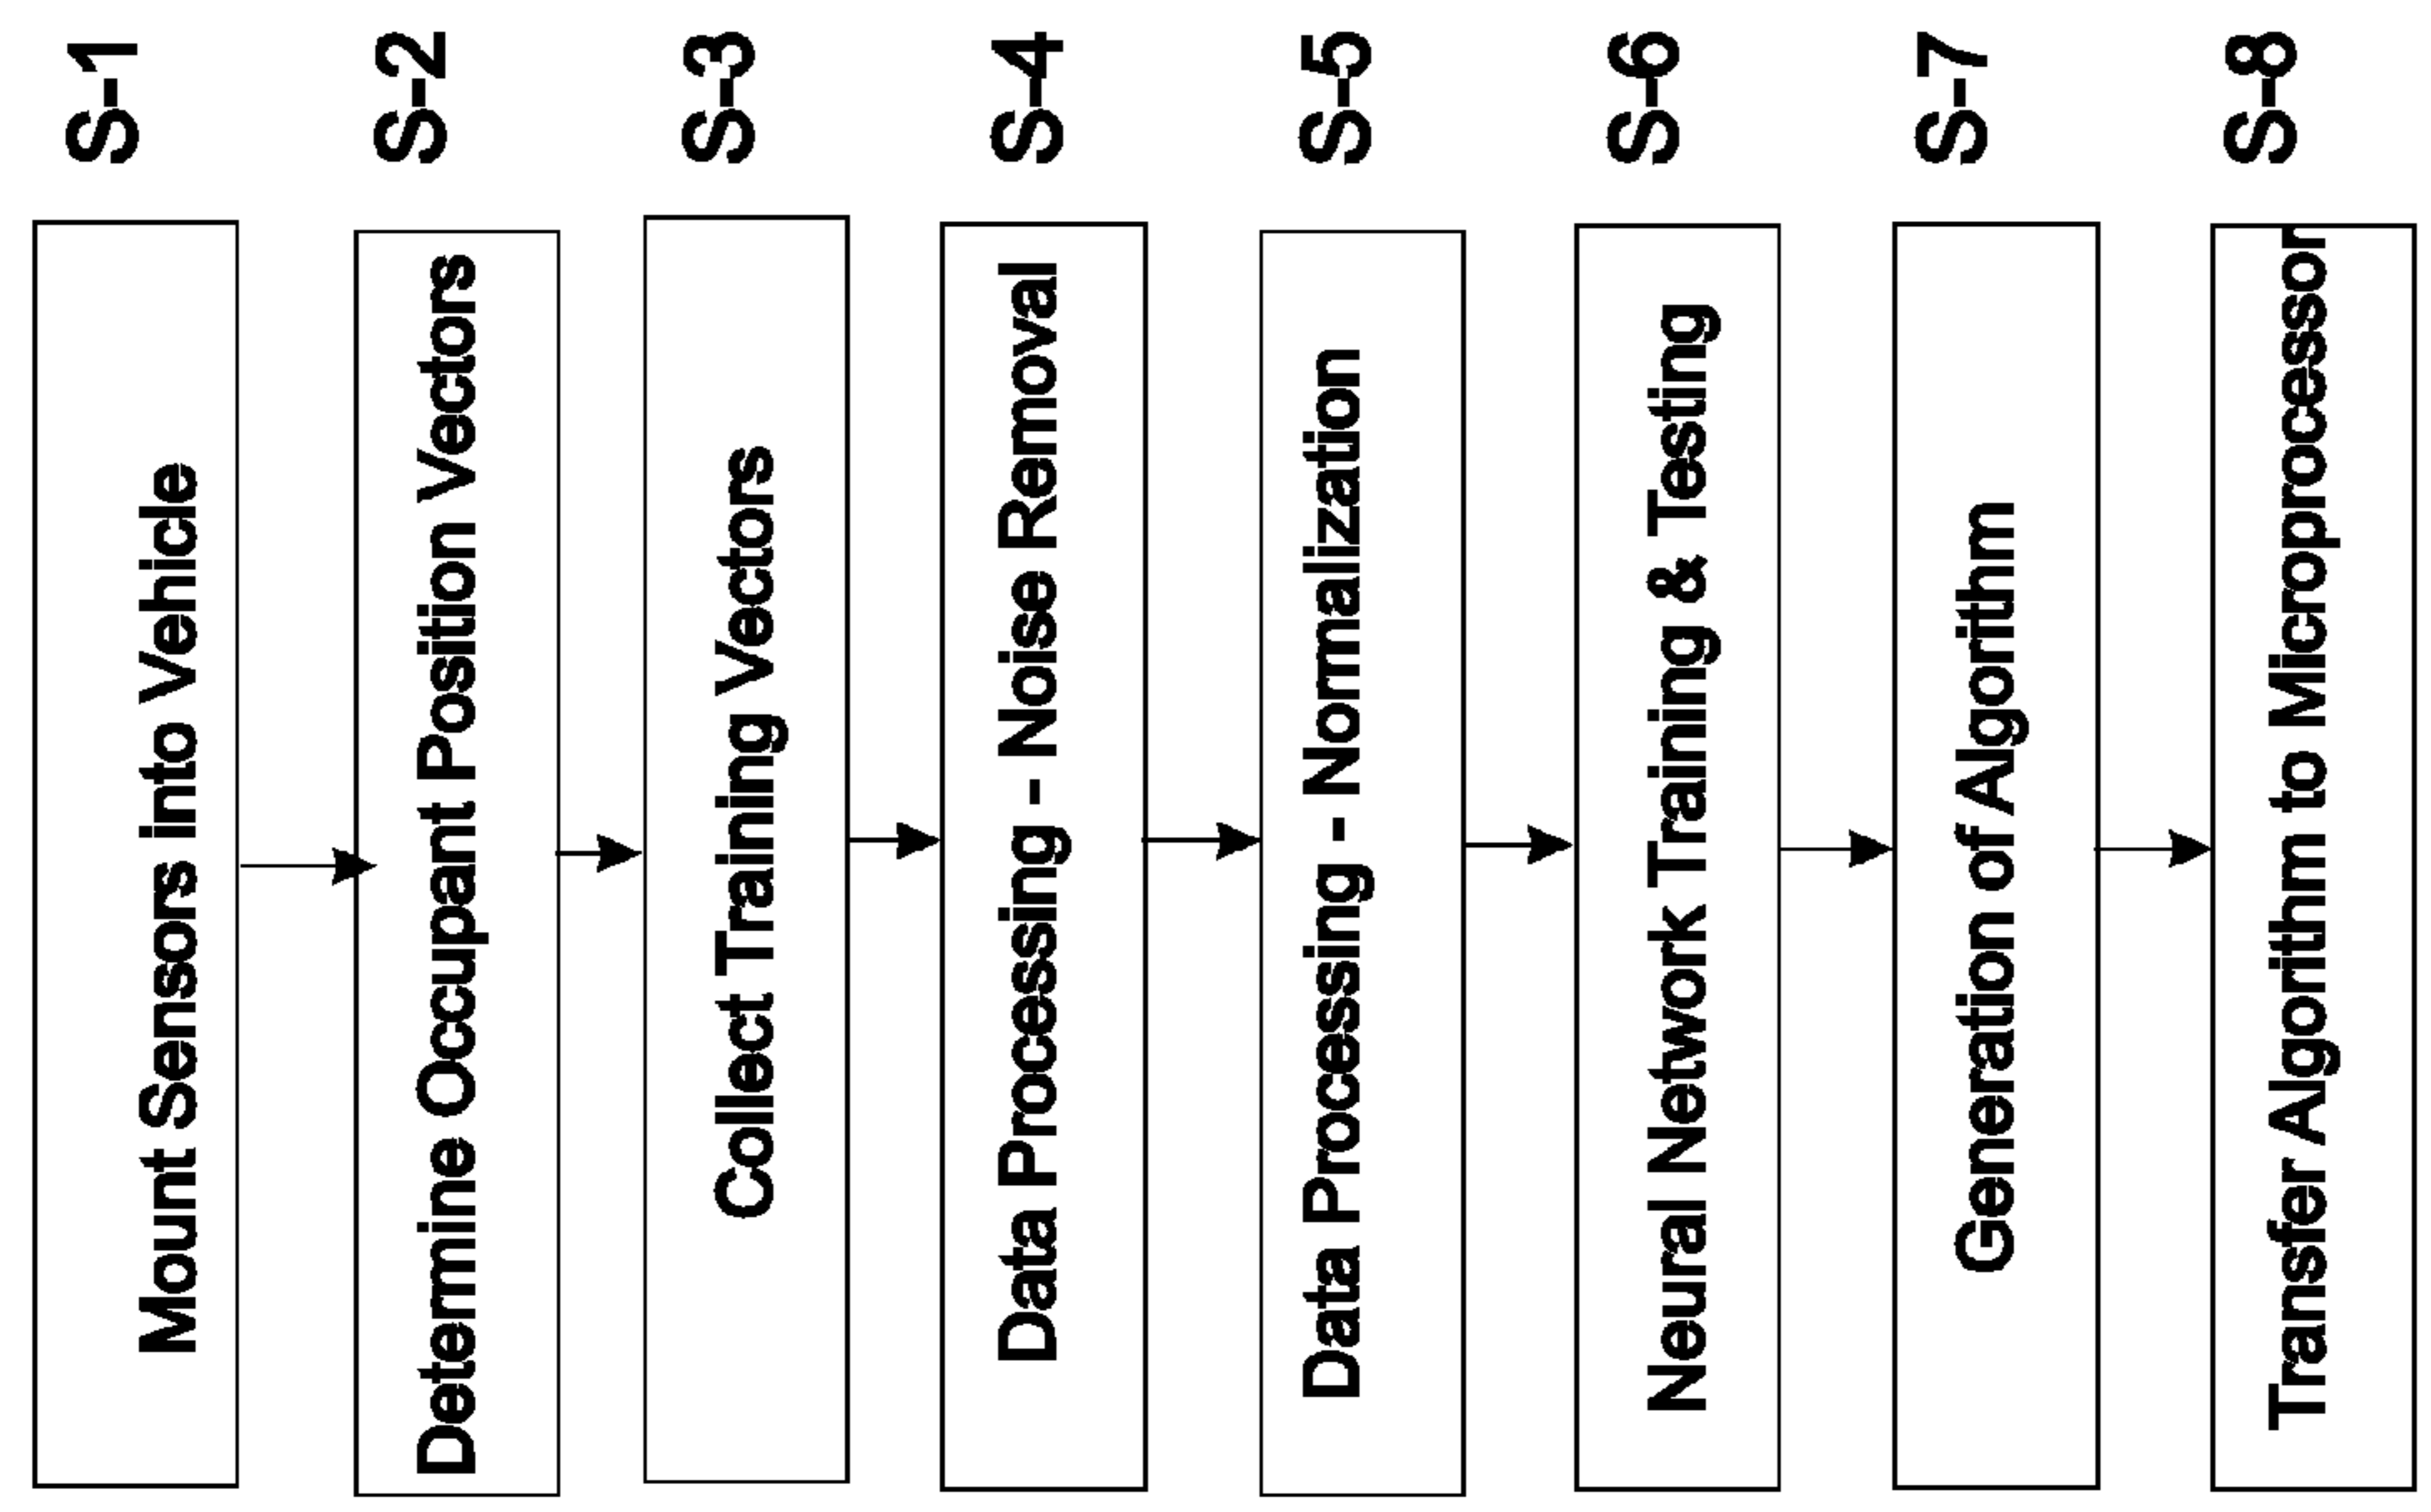 Mount Sensors into Vehicle
S-1
Determine Occupant Position Vectors
S-2
Collect Training Vectors
S-3
Data Processing - Noise Removal
S-4
Data Processing - Normalization
S-5
Neural Network Training & Testing
S-6
Generation of Algorithm
S-7
Transfer Algorithm to Microprocessor
S-8